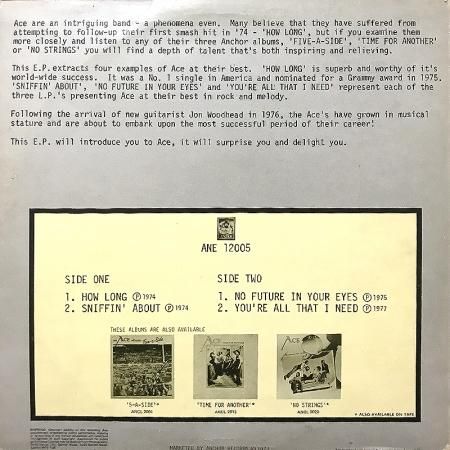 Ace are an intriguing band - a phenomena even. Many believe that they have suffered from
attempting to follow-up their first smash hit in '74 - 'HOW LONG', but if you examine them
more closely and listen to any of their three Anchor albums, 'FIVE-A-SIDE', 'TIME FOR ANOTHER'
or 'NO STRINGS' you will find a depth of talent that's both inspiring and relieving.
This E.P. extracts four examples of Ace at their best. 'HOW LONG' is superb and worthy of it's
world-wide success. It was a No. 1 single in America and nominated for a Grammy award in 1975.
'SNIFFIN' ABOUT', 'NO FUTURE IN YOUR EYES' and 'YOU'RE ALL THAT I NEED' represent each of the
three L.P.'s presenting Ace at their best in rock and melody.
Following the arrival of new guitarist Jon Woodhead in 1976, the Ace's have grown in musical
stature and are about to embark upon the most successful period of their career!
This E.P. will introduce you to Ace, it will surprise you and delight you.
ANE 12005
SIDE ONE
1. HOW LONG ℗ 1974
2. SNIFFIN' ABOUT ℗ 1974
SIDE TWO
1. NO FUTURE IN YOUR EYES ℗ 1975
2. YOU'RE ALL THAT I NEED ℗ 1977
THESE ALBUMS ARE ALSO AVAILABLE
'5-A-SIDE'*
'TIME FOR ANOTHER'*
'NO STRINGS'*
* ALSO AVAILABLE ON TAPE